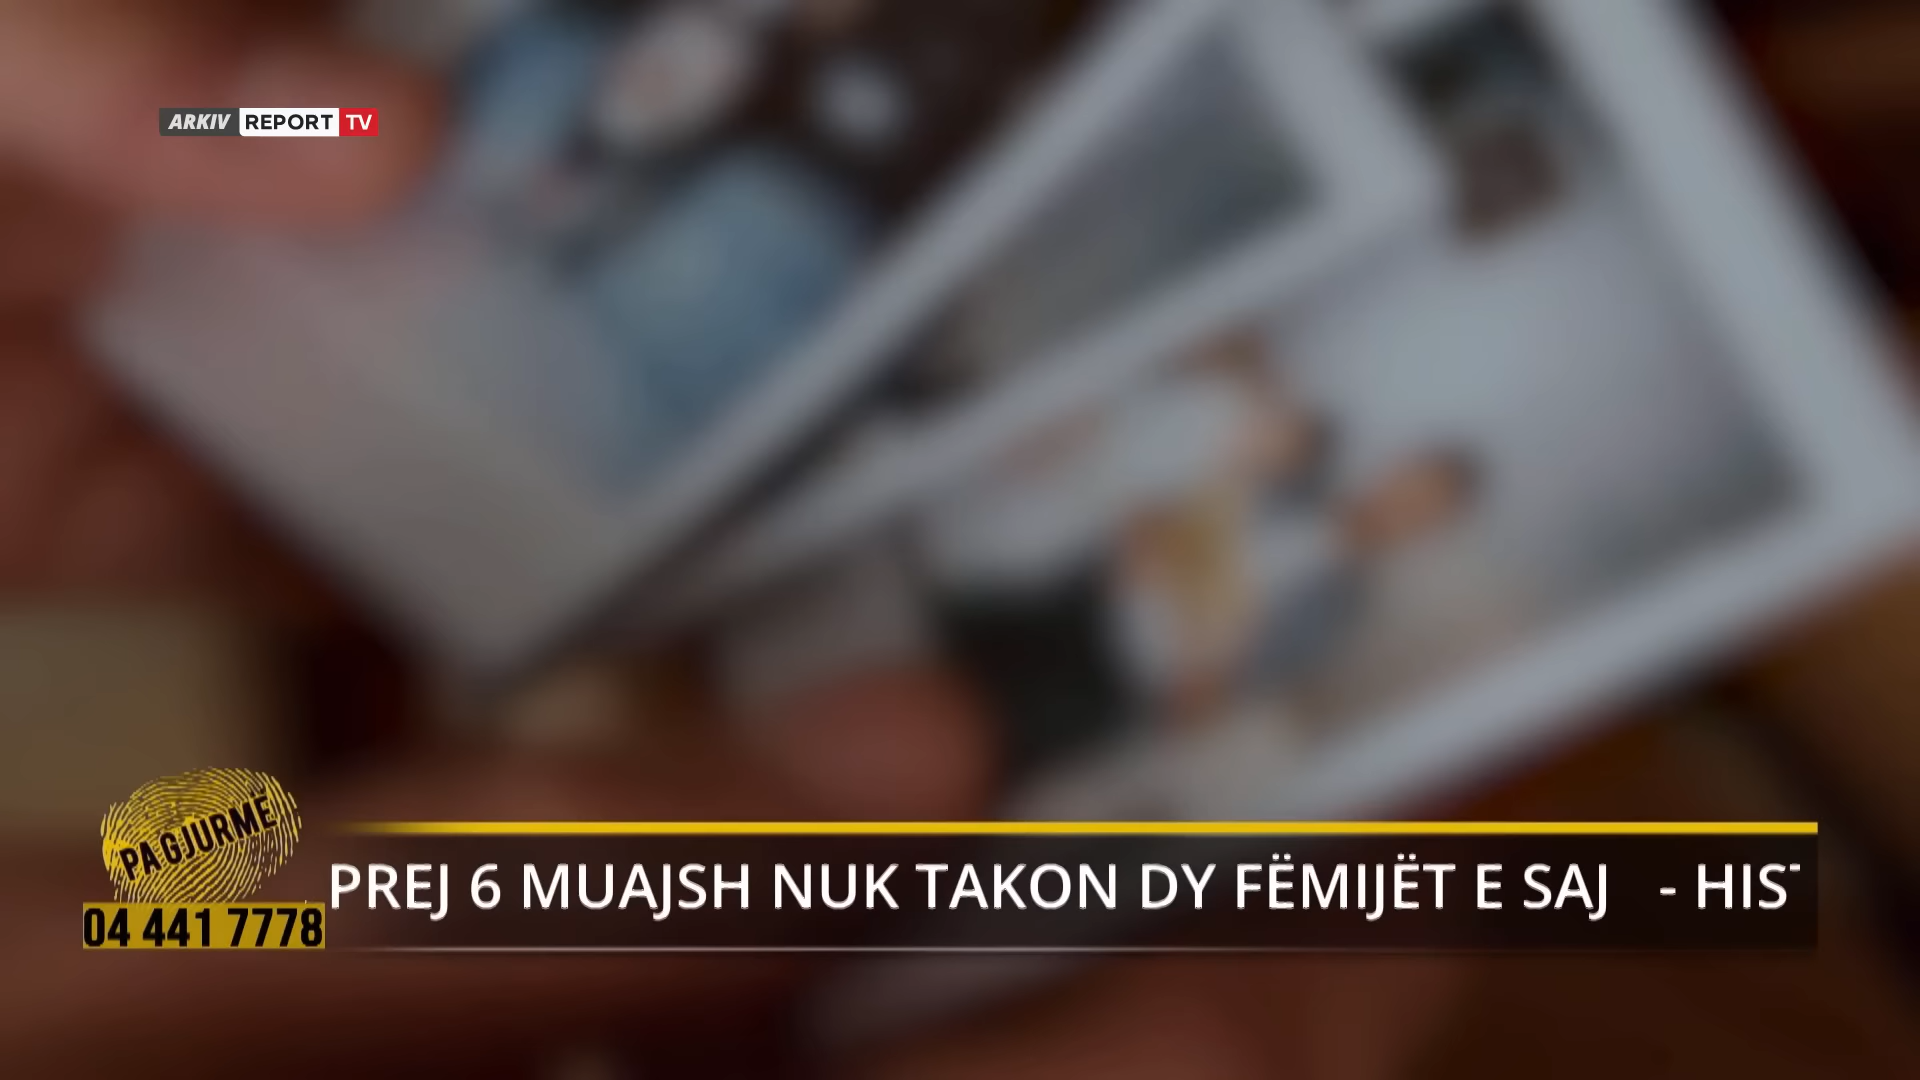 ARKIV REPORT TV
PA GJURMË
04 441 7778
PREJ 6 MUAJSH NUK TAKON DY FËMIJËT E SAJ - HIS